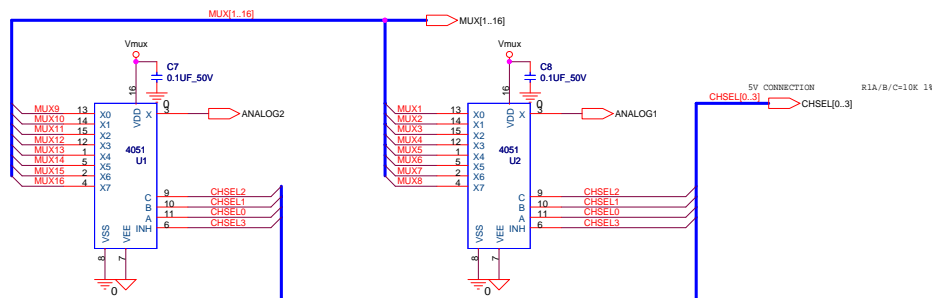 MUX[1..16]
MUX[1..16]
Vmux
C7
0.1UF_50V
0
16
VDD
MUX9 13 X0
MUX10 14 X1
MUX11 15 X2
MUX12 12 X3
MUX13 1 X4
MUX14 5 X5
MUX15 2 X6
MUX16 4 X7
X 3 ANALOG2
4051
U1
C 9 CHSEL2
B 10 CHSEL1
A 11 CHSEL0
INH 6 CHSEL3
VSS
VEE
8
7
0
Vmux
C8
0.1UF_50V
0
16
VDD
MUX1 13 X0
MUX2 14 X1
MUX3 15 X2
MUX4 12 X3
MUX5 1 X4
MUX6 5 X5
MUX7 2 X6
MUX8 4 X7
X 3 ANALOG1
4051
U2
C 9 CHSEL2
B 10 CHSEL1
A 11 CHSEL0
INH 6 CHSEL3
VSS
VEE
8
7
0
5V CONNECTION
R1A/B/C=10K 1%
CHSEL[0..3]
CHSEL[0..3]